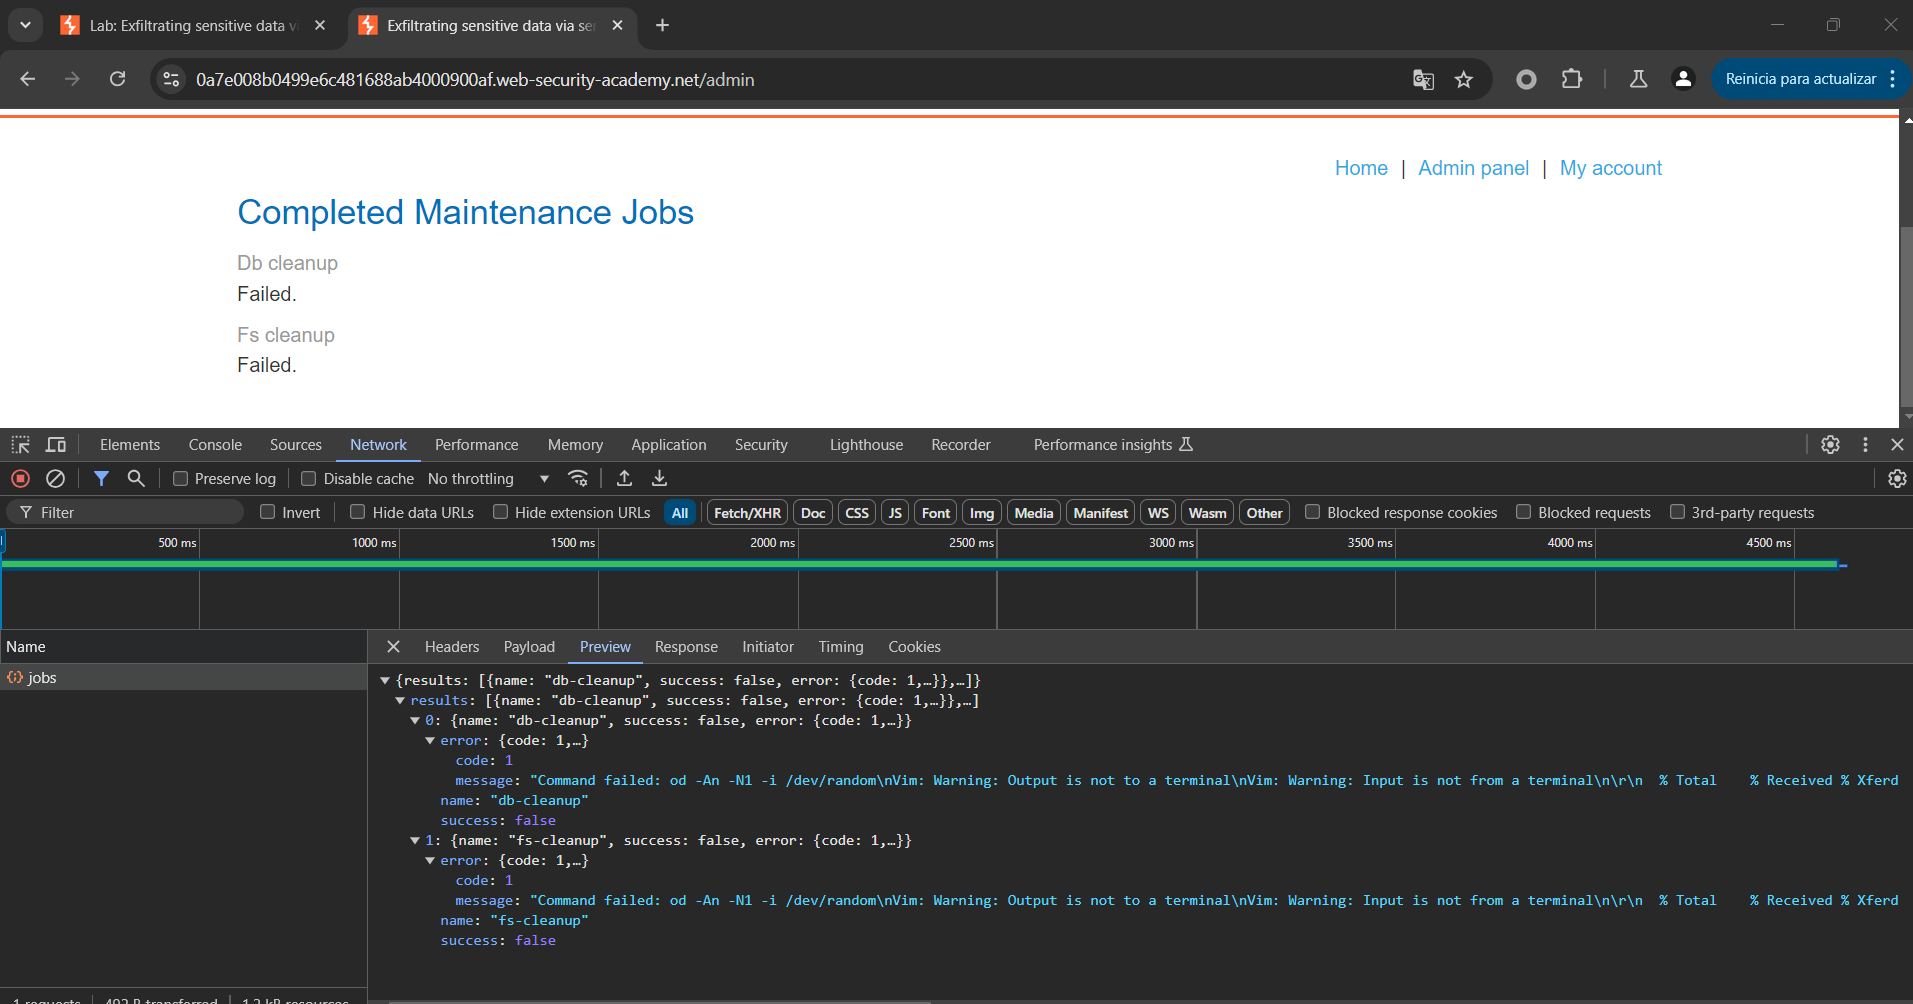 Lab: Exfiltrating sensitive data v
Exfiltrating sensitive data via se
0a7e008b0499e6c481688ab4000900af.web-security-academy.net/admin
Reinicia para actualizar
Home | Admin panel | My account
Completed Maintenance Jobs
Db cleanup
Failed.
Fs cleanup
Failed.
Elements Console Sources Network Performance Memory Application Security Lighthouse Recorder Performance insights
Preserve log Disable cache No throttling
Filter Invert Hide data URLs Hide extension URLs All Fetch/XHR Doc CSS JS Font Img Media Manifest WS Wasm Other Blocked response cookies Blocked requests 3rd-party requests
500 ms 1000 ms 1500 ms 2000 ms 2500 ms 3000 ms 3500 ms 4000 ms 4500 ms
Name
Headers Payload Preview Response Initiator Timing Cookies
jobs
{results: [{name: "db-cleanup", success: false, error: {code: 1,…}},…]}
results: [{name: "db-cleanup", success: false, error: {code: 1,…}},…]
0: {name: "db-cleanup", success: false, error: {code: 1,…}}
error: {code: 1,…}
code: 1
message: "Command failed: od -An -N1 -i /dev/random\nVim: Warning: Output is not to a terminal\nVim: Warning: Input is not from a terminal\n\r\n  % Total    % Received % Xferd
name: "db-cleanup"
success: false
1: {name: "fs-cleanup", success: false, error: {code: 1,…}}
error: {code: 1,…}
code: 1
message: "Command failed: od -An -N1 -i /dev/random\nVim: Warning: Output is not to a terminal\nVim: Warning: Input is not from a terminal\n\r\n  % Total    % Received % Xferd
name: "fs-cleanup"
success: false
1 requests 492 B transferred 1.2 kB resources